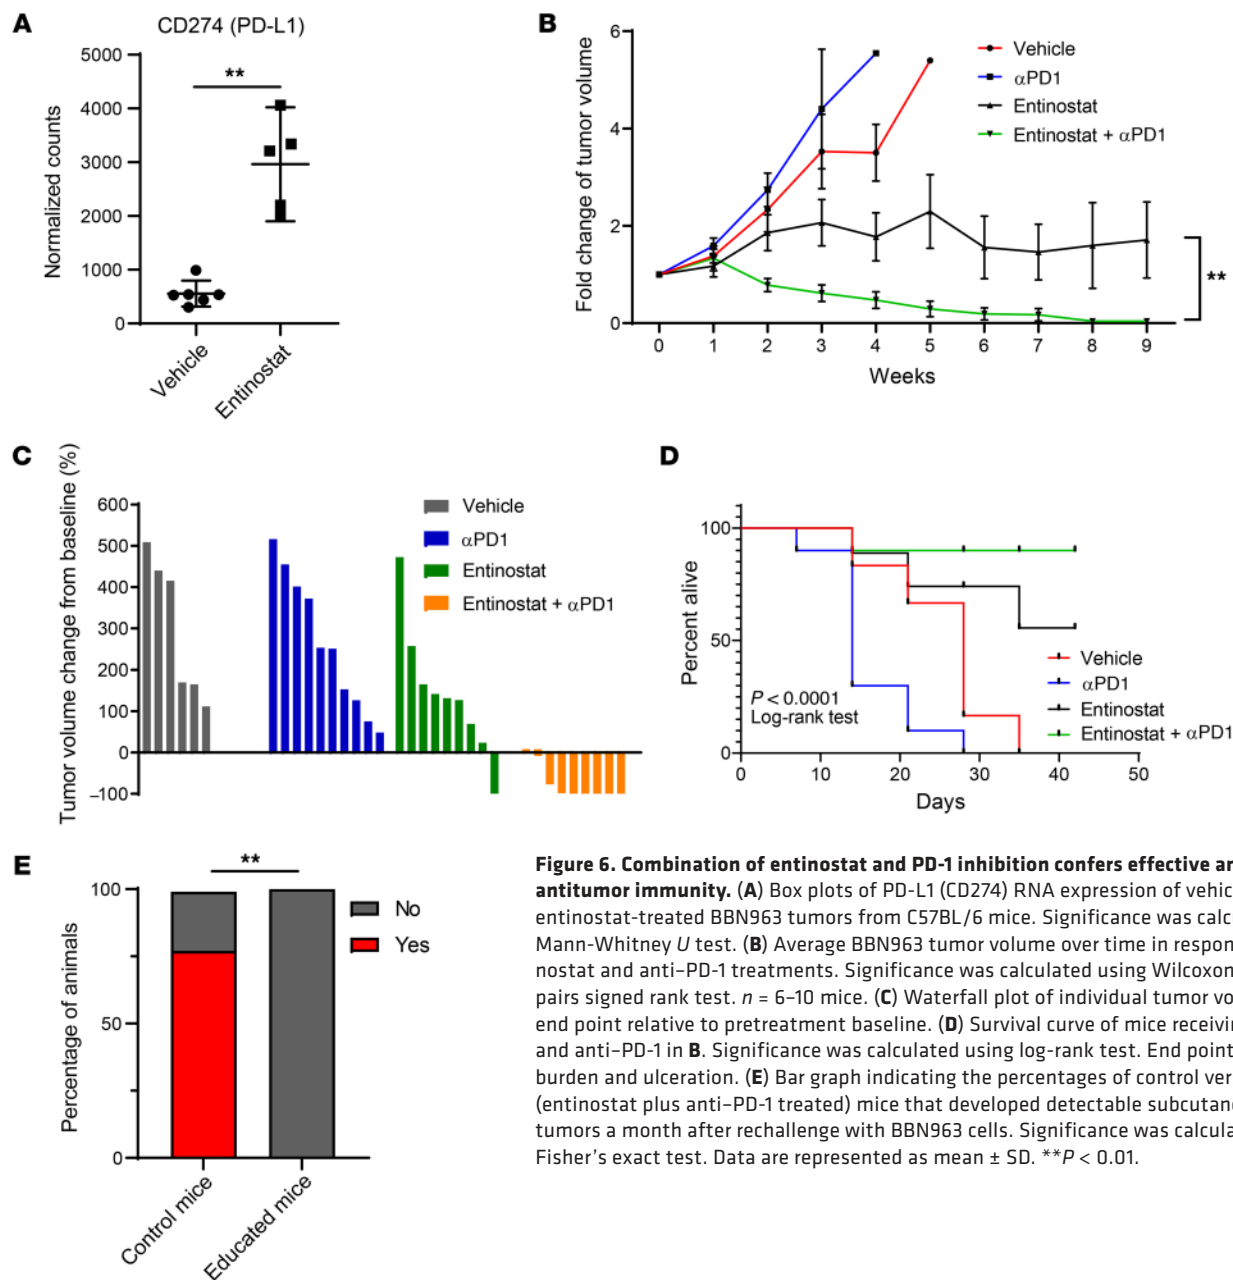 A
CD274 (PD-L1)
**
Normalized counts
5000
4000
3000
2000
1000
0
Vehicle
Entinostat
B
Fold change of tumor volume
6
4
2
0
0 1 2 3 4 5 6 7 8 9
Weeks
Vehicle
αPD1
Entinostat
Entinostat + αPD1
**
C
Tumor volume change from baseline (%)
600
500
400
300
200
100
0
–100
Vehicle
αPD1
Entinostat
Entinostat + αPD1
D
Percent alive
100
50
0
0 10 20 30 40 50
Days
P < 0.0001
Log-rank test
Vehicle
αPD1
Entinostat
Entinostat + αPD1
E
**
Percentage of animals
100
50
0
Control mice
Educated mice
No
Yes
Figure 6. Combination of entinostat and PD-1 inhibition confers effective
antitumor immunity. (A) Box plots of PD-L1 (CD274) RNA expression of
entinostat-treated BBN963 tumors from C57BL/6 mice. Significance was
Mann-Whitney U test. (B) Average BBN963 tumor volume over time in
nostat and anti–PD-1 treatments. Significance was calculated using Wilcoxon
pairs signed rank test. n = 6–10 mice. (C) Waterfall plot of individual tumor
end point relative to pretreatment baseline. (D) Survival curve of mice
and anti–PD-1 in B. Significance was calculated using log-rank test. End point
burden and ulceration. (E) Bar graph indicating the percentages of control
(entinostat plus anti–PD-1 treated) mice that developed detectable
tumors a month after rechallenge with BBN963 cells. Significance was
Fisher's exact test. Data are represented as mean ± SD. **P < 0.01.